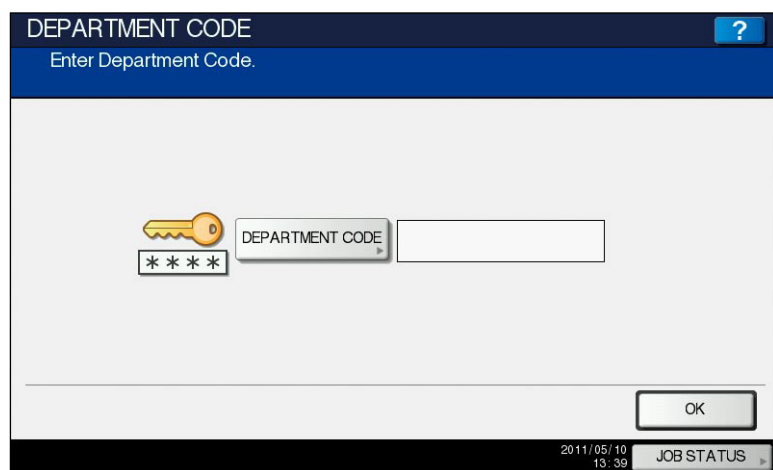 DEPARTMENT CODE
?
Enter Department Code.
DEPARTMENT CODE
****
OK
2011/05/10
13:39
JOB STATUS